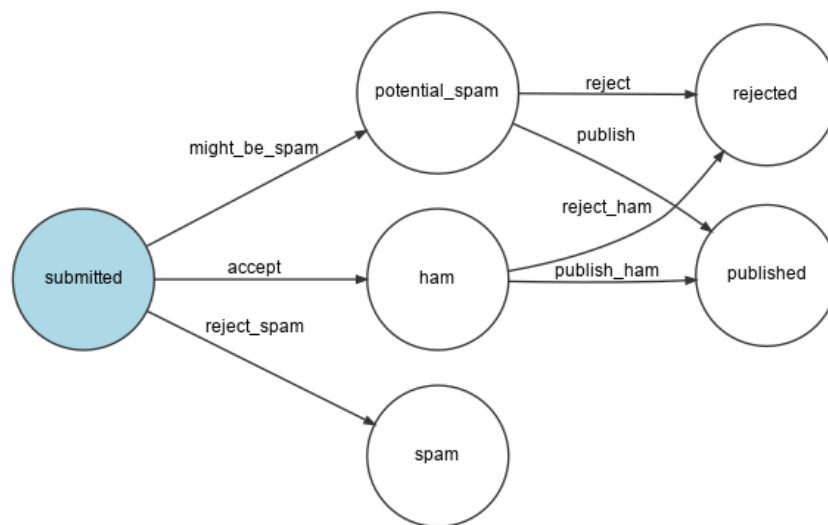 potential_spam
reject
rejected
publish
might_be_spam
reject_ham
submitted
accept
ham
publish_ham
published
reject_spam
spam